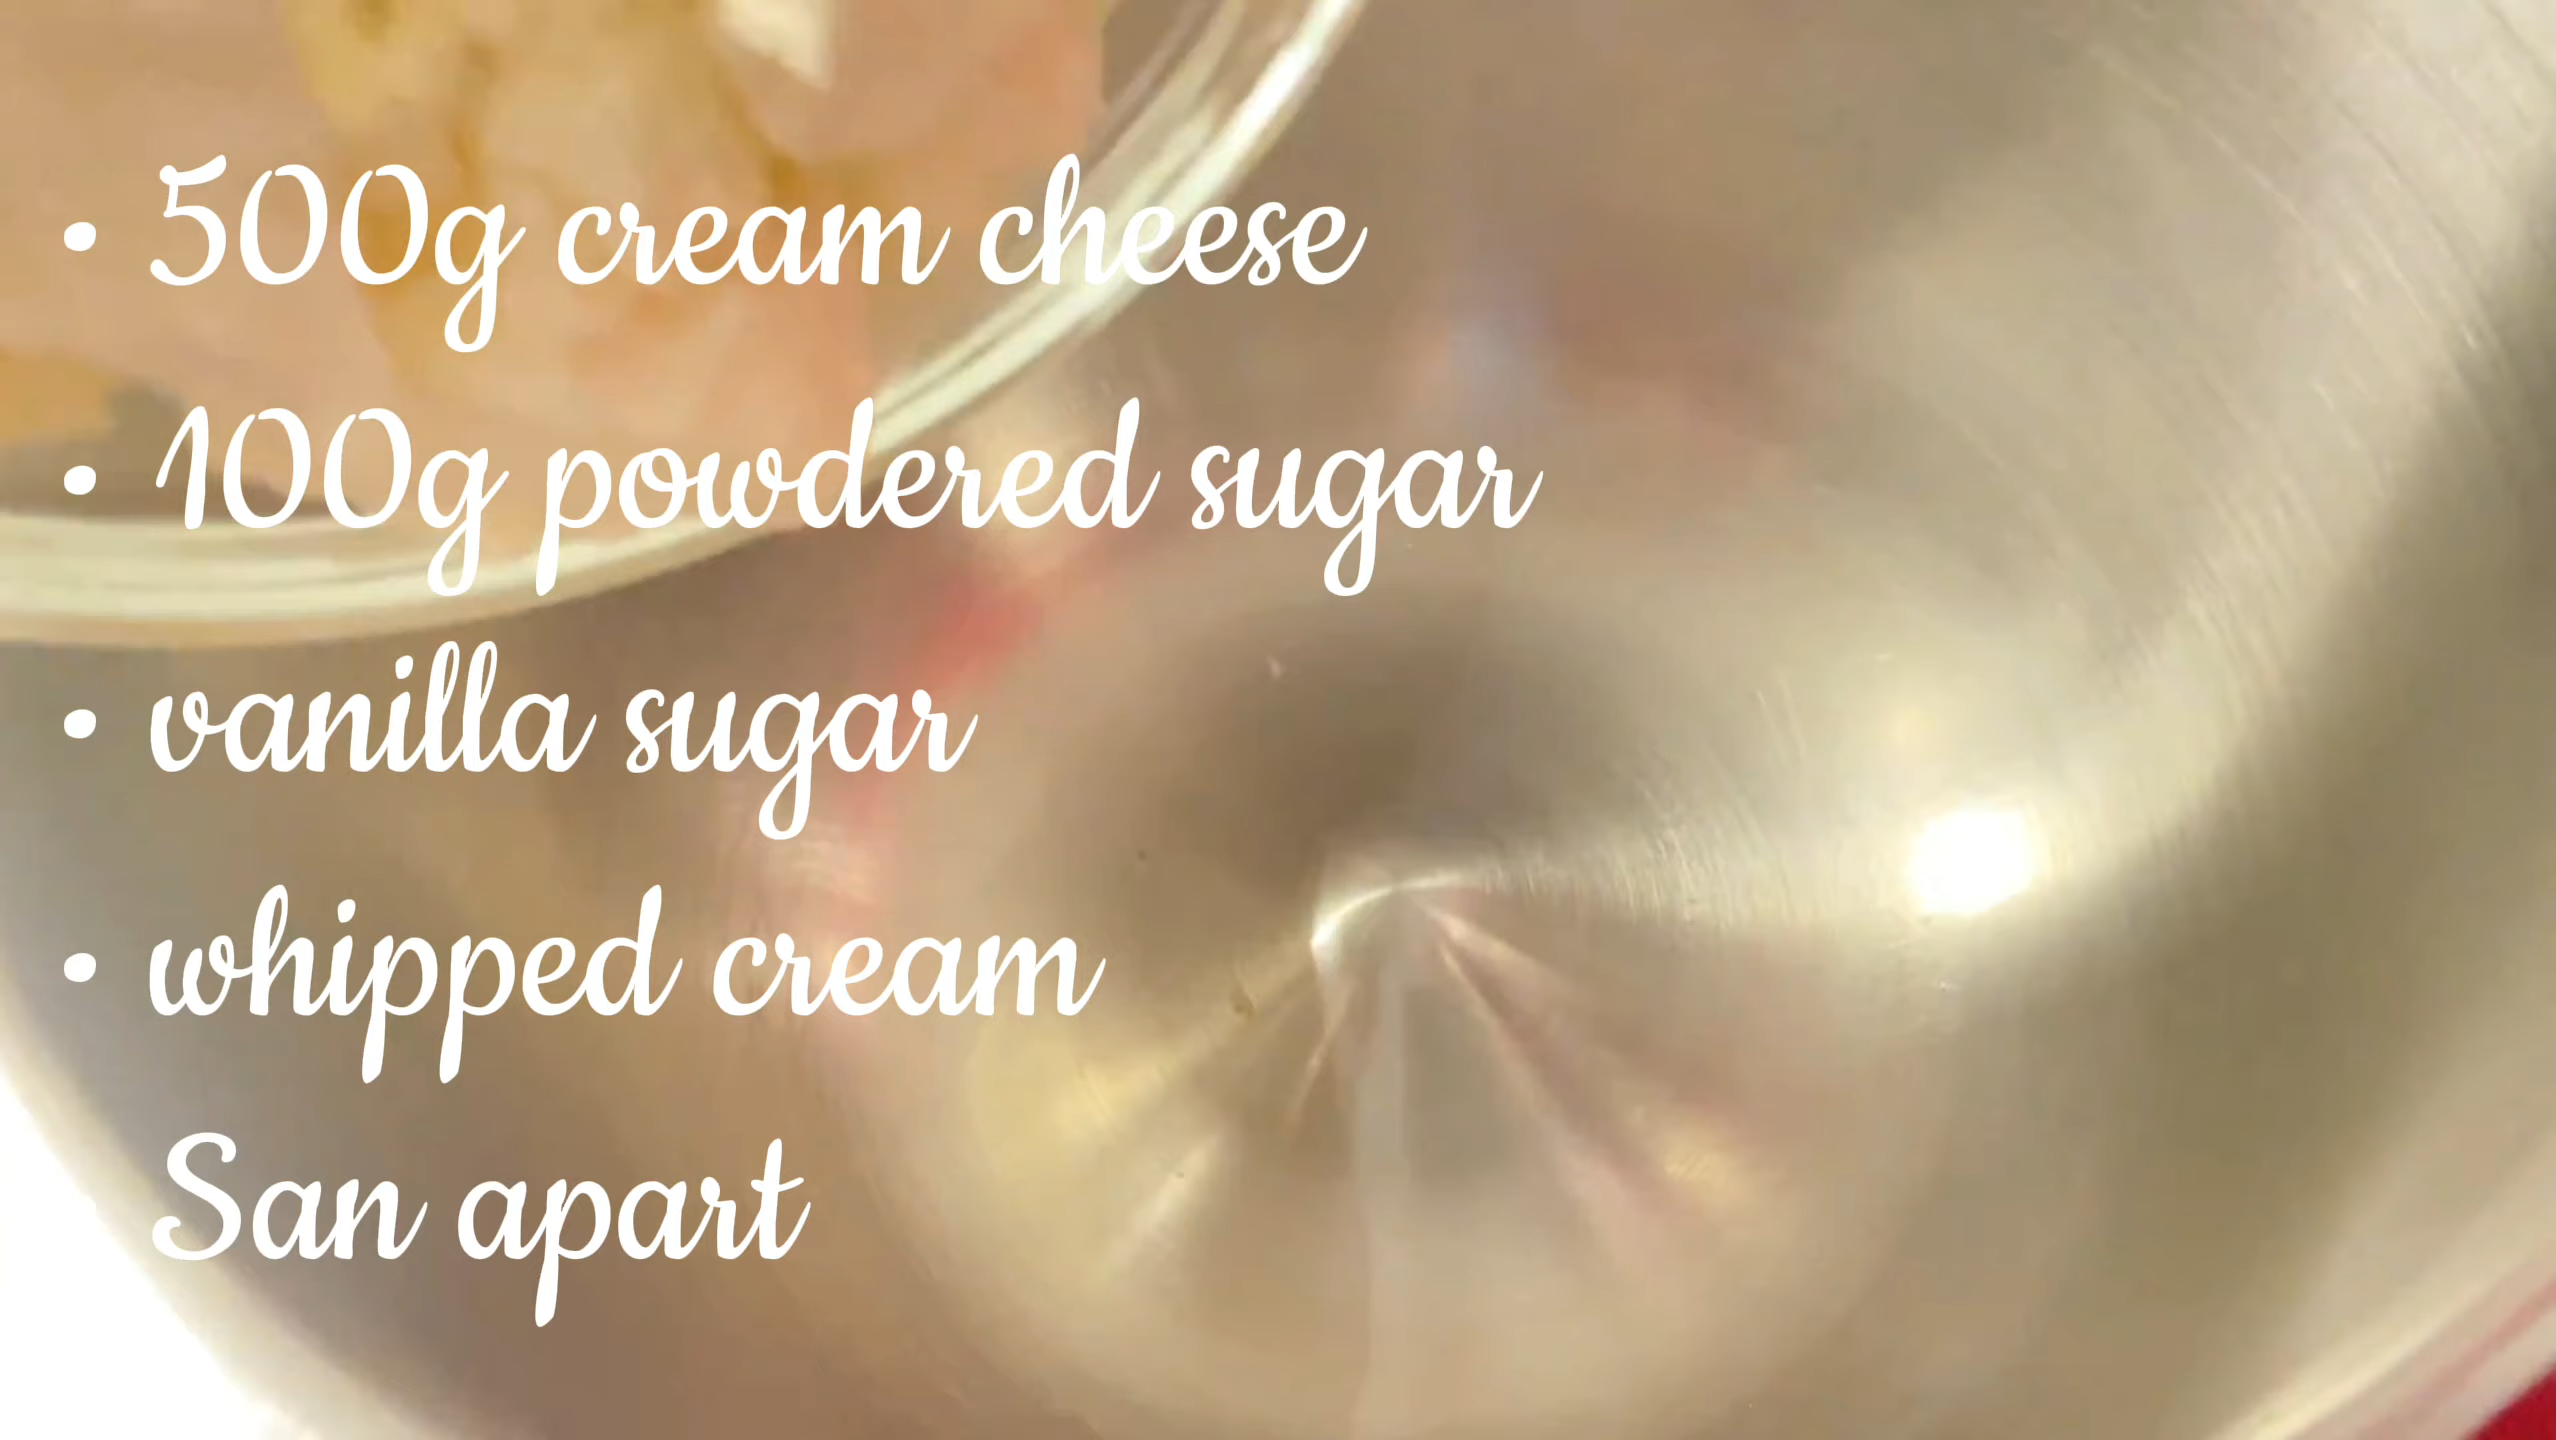 • 500g cream cheese
• 100g powdered sugar
• vanilla sugar
• whipped cream
San apart